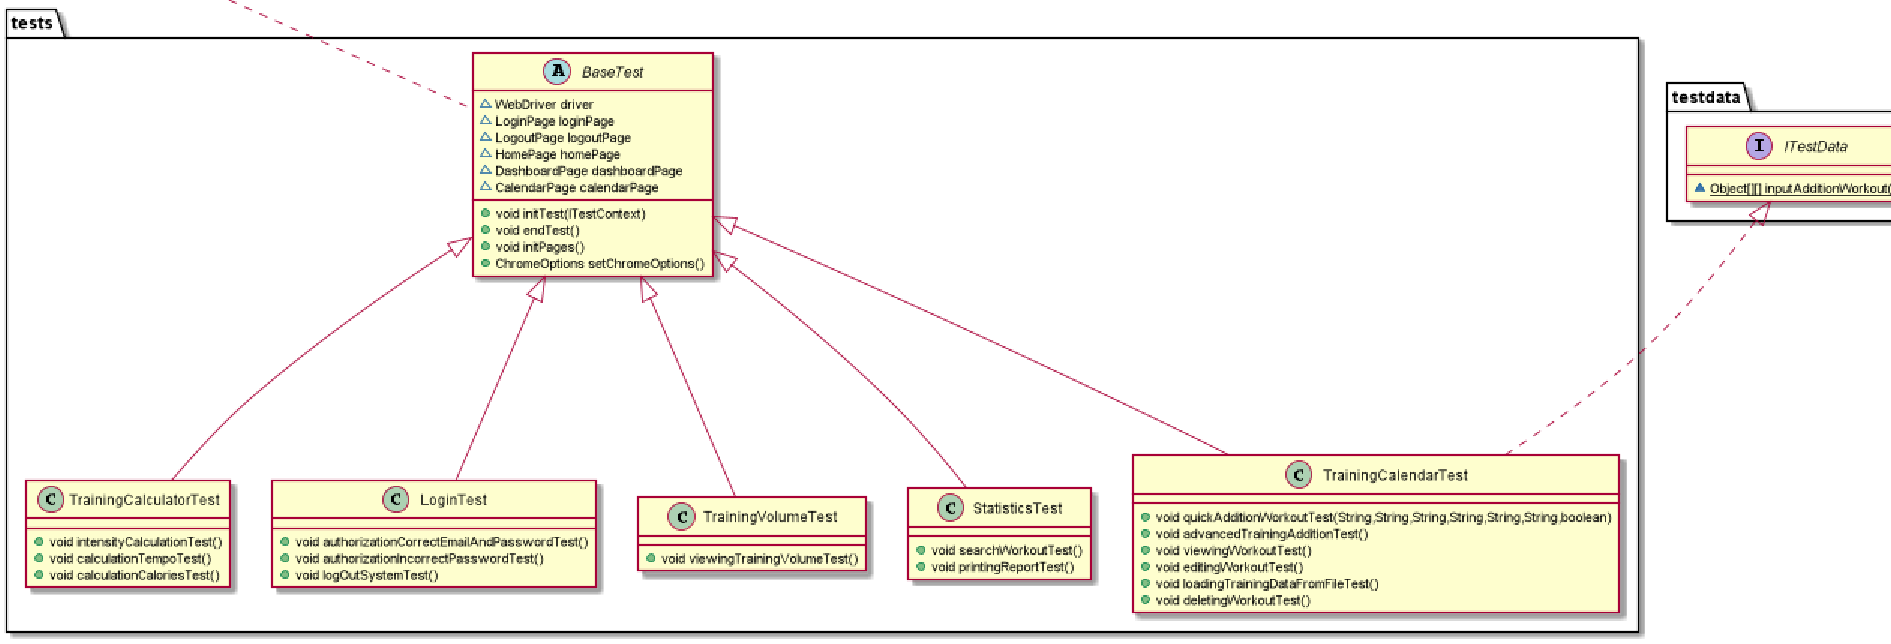 tests
A BaseTest
WebDriver driver
LoginPage loginPage
LogoutPage logoutPage
HomePage homePage
DashboardPage dashboardPage
CalendarPage calendarPage
void initTest(ITestContext)
void endTest()
void initPages()
ChromeOptions setChromeOptions()
testdata
I ITestData
Object[][] inputAdditionWorkout(
C TrainingCalculatorTest
void intensityCalculationTest()
void calculationTempoTest()
void calculationCaloriesTest()
C LoginTest
void authorizationCorrectEmailAndPasswordTest()
void authorizationIncorrectPasswordTest()
void logOutSystemTest()
C TrainingVolumeTest
void viewingTrainingVolumeTest()
C StatisticsTest
void searchWorkoutTest()
void printingReportTest()
C TrainingCalendarTest
void quickAdditionWorkoutTest(String,String,String,String,String,String,boolean)
void advancedTrainingAdditionTest()
void viewingWorkoutTest()
void editingWorkoutTest()
void loadingTrainingDataFromFileTest()
void deletingWorkoutTest()